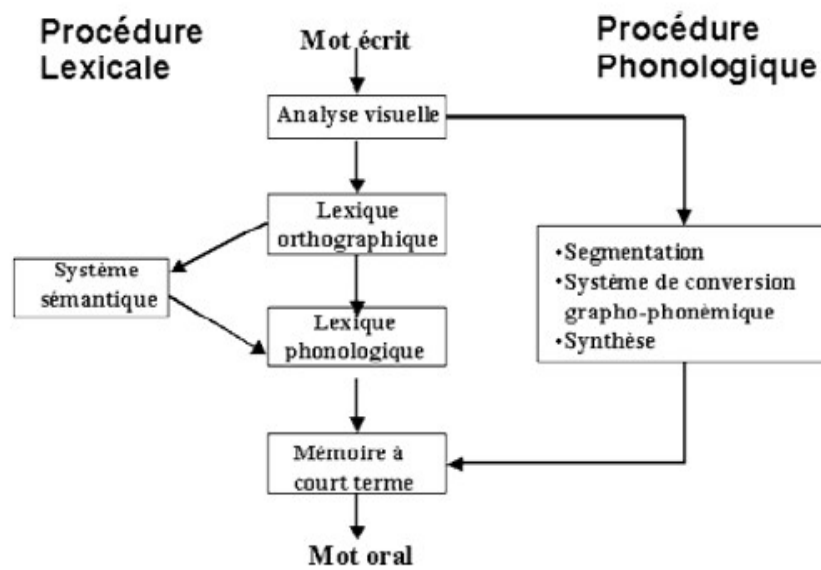 Procédure
Lexicale
Mot écrit
Procédure
Phonologique
Analyse visuelle
Lexique
orthographique
Système
sémantique
Lexique
phonologique
•Segmentation
•Système de conversion
grapho-phonèmique
•Synthèse
Mémoire à
court terme
Mot oral